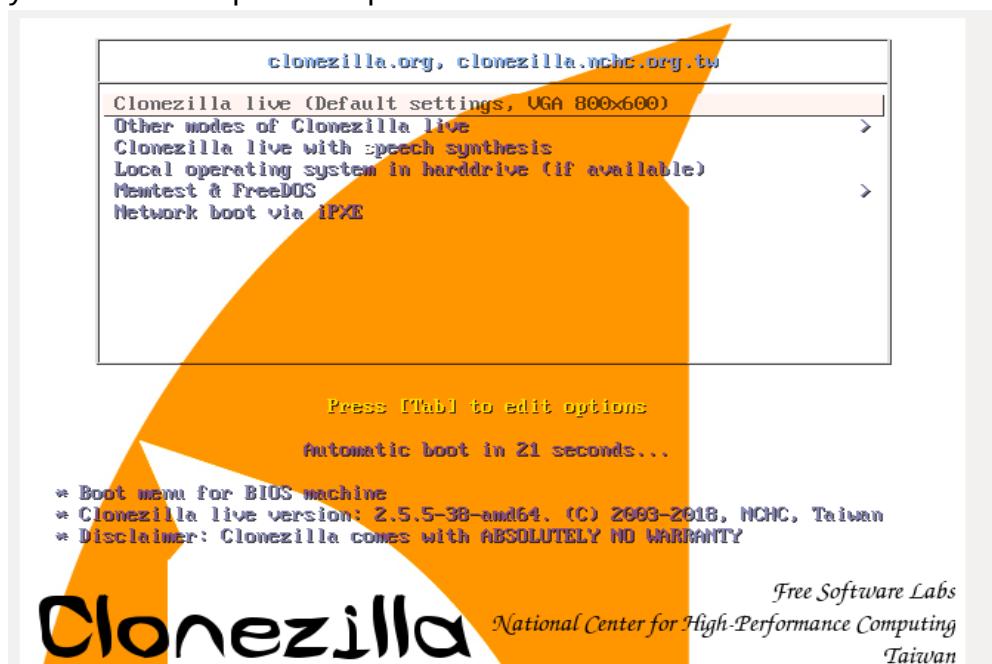 clonezilla.org, clonezilla.nchc.org.tw
Clonezilla live (Default settings, VGA 800x600)
Other modes of Clonezilla live >
Clonezilla live with speech synthesis
Local operating system in harddrive (if available)
Memtest & FreeDOS >
Network boot via iPXE
Press [Tab] to edit options
Automatic boot in 21 seconds...
* Boot menu for BIOS machine
* Clonezilla live version: 2.5.5-38-amd64. (C) 2003-2018, NCHC, Taiwan
* Disclaimer: Clonezilla comes with ABSOLUTELY NO WARRANTY
Free Software Labs
Clonezilla National Center for High-Performance Computing
Taiwan